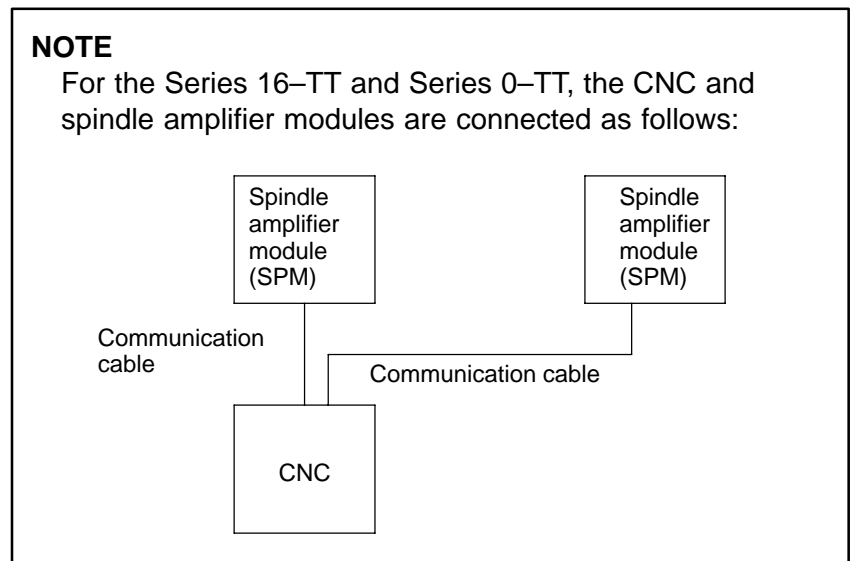 NOTE
For the Series 16–TT and Series 0–TT, the CNC and
spindle amplifier modules are connected as follows:
Spindle
amplifier
module
(SPM)
Spindle
amplifier
module
(SPM)
Communication
cable
Communication cable
CNC